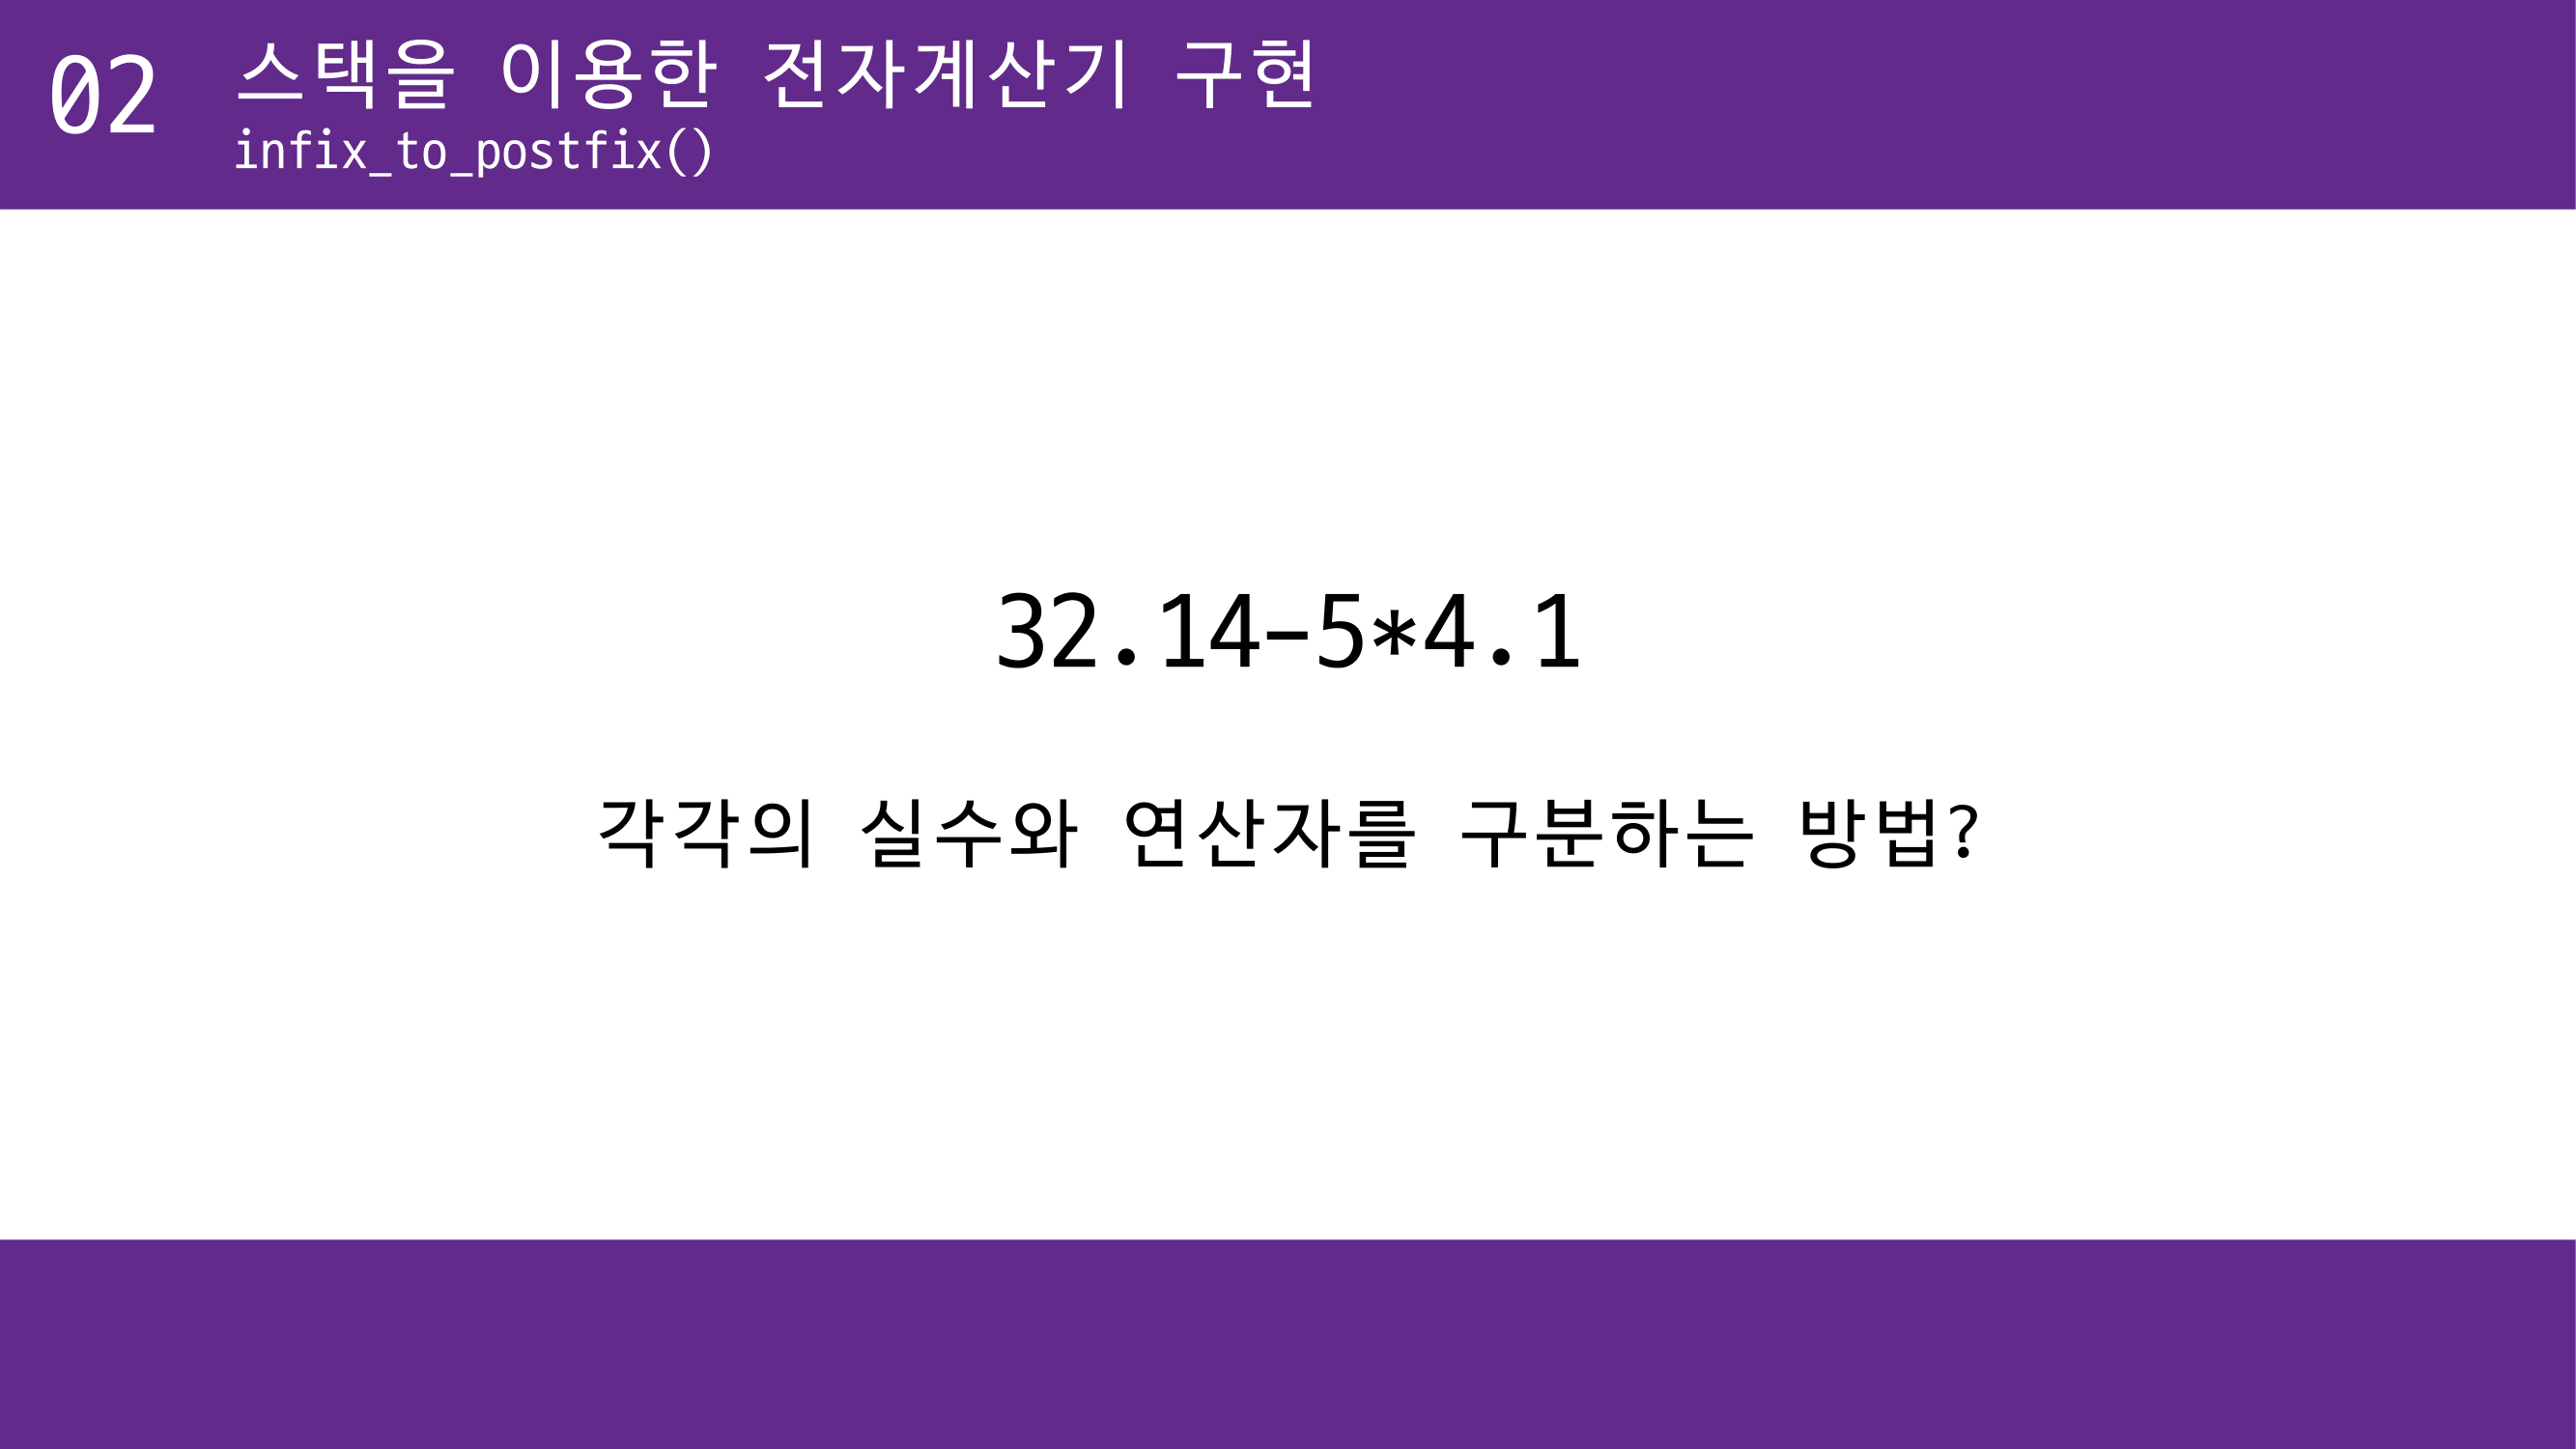 02
스택을 이용한 전자계산기 구현
infix_to_postfix()
32.14-5*4.1
각각의 실수와 연산자를 구분하는 방법?